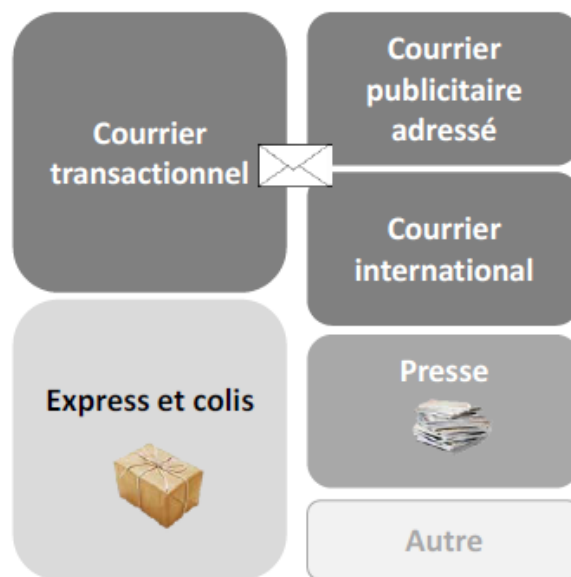 Courrier
transactionnel
Courrier
publicitaire
adressé
Courrier
international
Express et colis
Presse
Autre